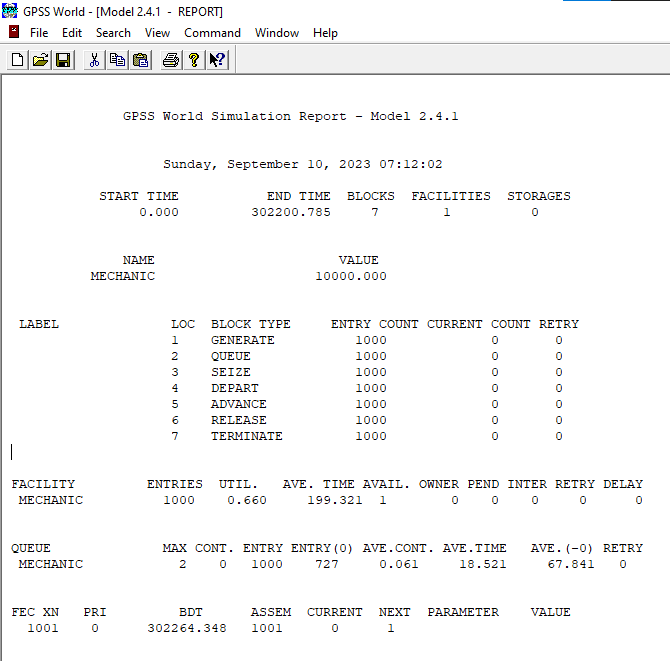 GPSS World - [Model 2.4.1 - REPORT]
File Edit Search View Command Window Help
GPSS World Simulation Report - Model 2.4.1
Sunday, September 10, 2023 07:12:02
START TIME END TIME BLOCKS FACILITIES STORAGES
0.000 302200.785 7 1 0
NAME VALUE
MECHANIC 10000.000
LABEL LOC BLOCK TYPE ENTRY COUNT CURRENT COUNT RETRY
1 GENERATE 1000 0 0
2 QUEUE 1000 0 0
3 SEIZE 1000 0 0
4 DEPART 1000 0 0
5 ADVANCE 1000 0 0
6 RELEASE 1000 0 0
7 TERMINATE 1000 0 0
FACILITY ENTRIES UTIL. AVE. TIME AVAIL. OWNER PEND INTER RETRY DELAY
MECHANIC 1000 0.660 199.321 1 0 0 0 0 0
QUEUE MAX CONT. ENTRY ENTRY(0) AVE.CONT. AVE.TIME AVE.(-0) RETRY
MECHANIC 2 0 1000 727 0.061 18.521 67.841 0
FEC XN PRI BDT ASSEM CURRENT NEXT PARAMETER VALUE
1001 0 302264.348 1001 0 1